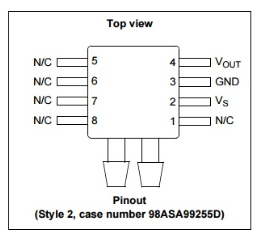 Top view
N/C 5 4 VOUT
N/C 6 3 GND
N/C 7 2 VS
N/C 8 1 N/C
Pinout
(Style 2, case number 98ASA99255D)